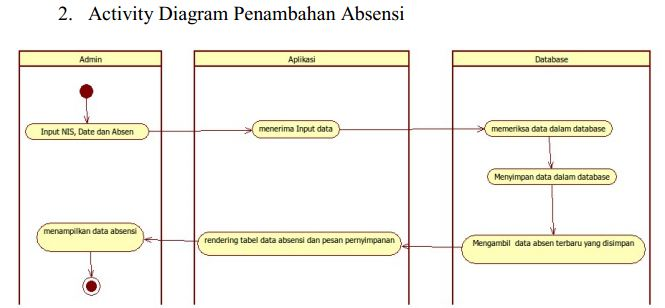 2. Activity Diagram Penambahan Absensi
Admin
Aplikasi
Database
Input NIS, Date dan Absen
menerima Input data
memeriksa data dalam database
Menyimpan data dalam database
menampilkan data absensi
rendering tabel data absensi dan pesan pernyimpanan
Mengambil data absen terbaru yang disimpan